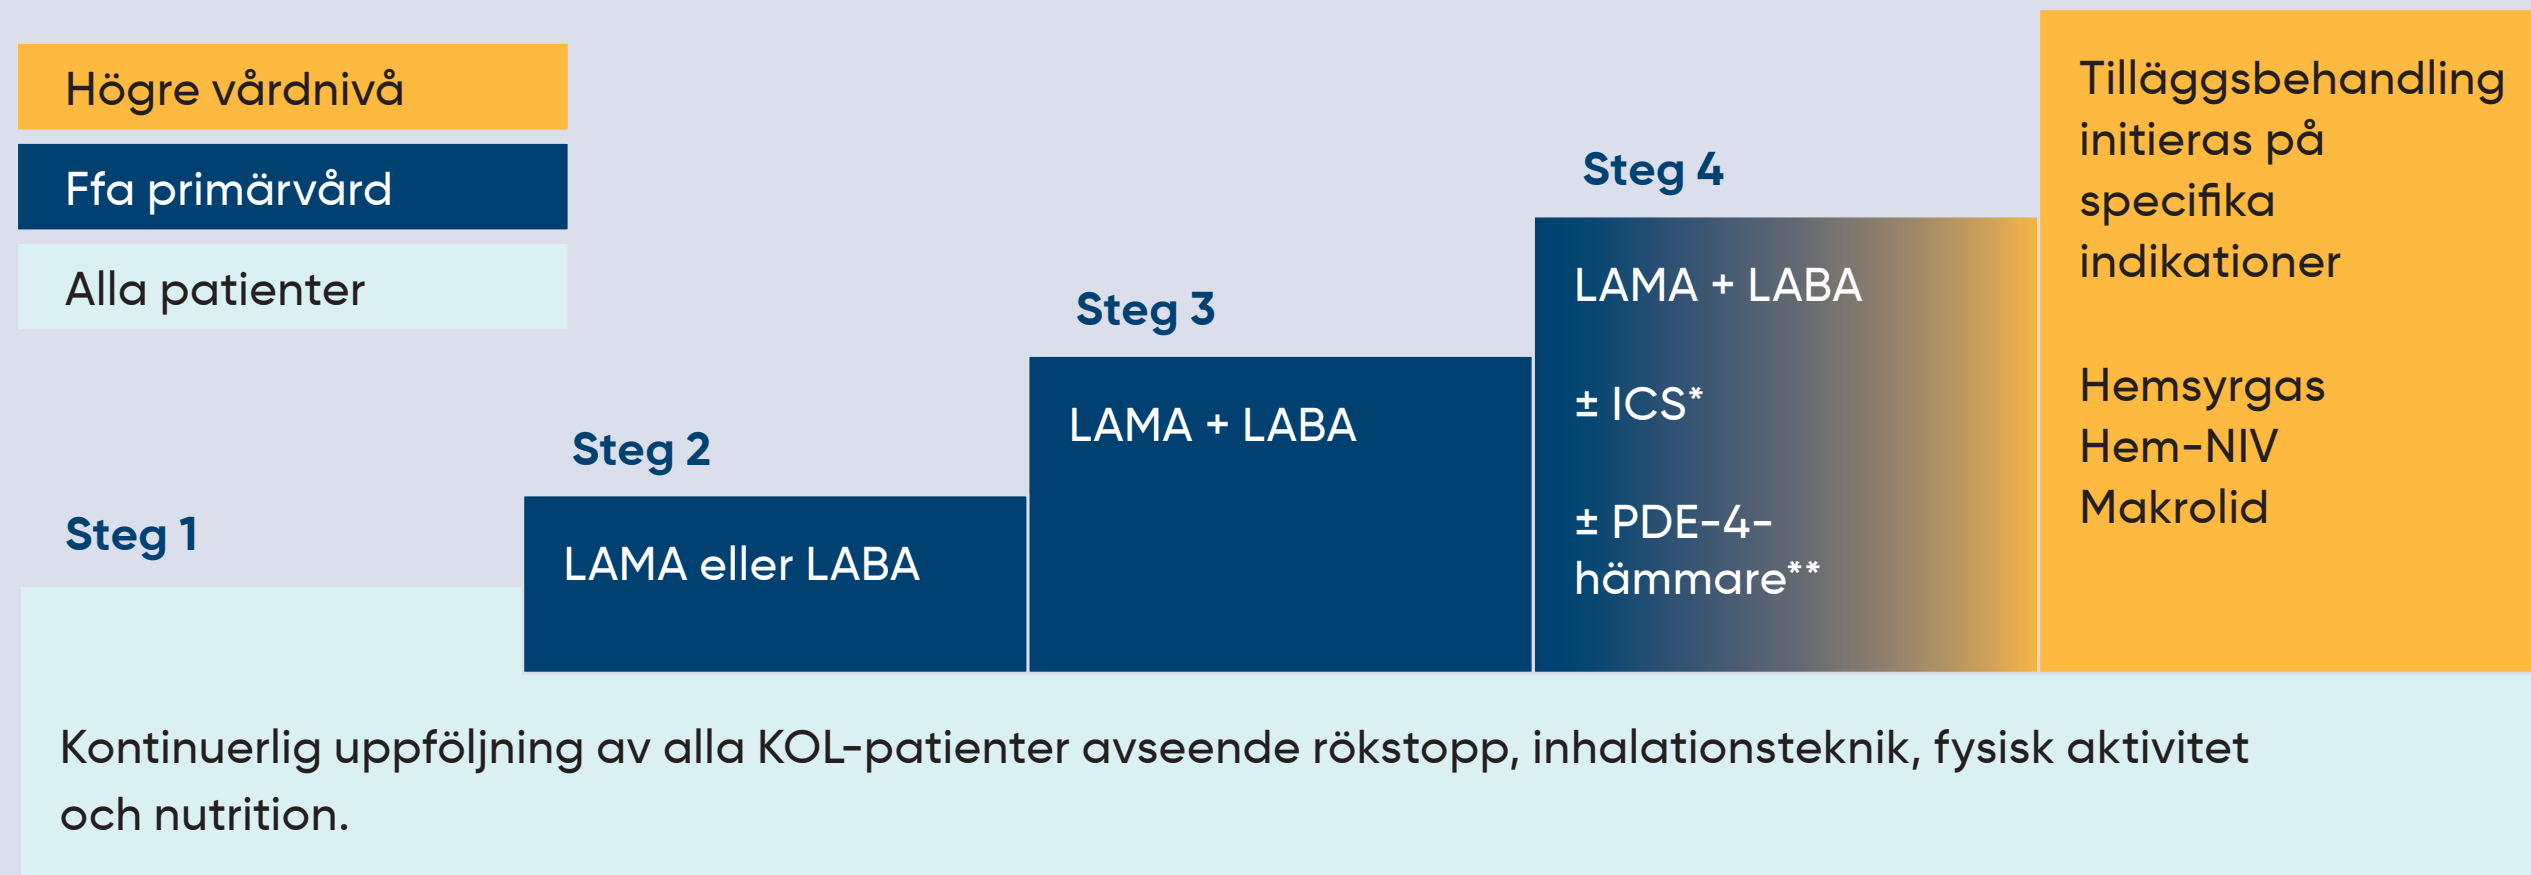 Högre vårdnivå
Ffa primärvård
Alla patienter
Steg 1
Steg 2
LAMA eller LABA
Steg 3
LAMA + LABA
Steg 4
LAMA + LABA
± ICS*
± PDE-4-
hämmare**
Tilläggsbehandling
initieras på
specifika
indikationer
Hemsyrgas
Hem-NIV
Makrolid
Kontinuerlig uppföljning av alla KOL-patienter avseende rökstopp, inhalationsteknik, fysisk aktivitet
och nutrition.